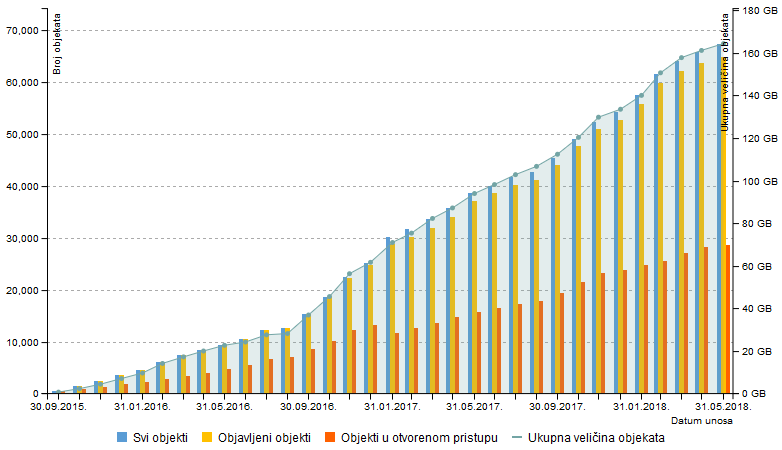 Broj objekata
Ukupna veličina objekata
70,000
60,000
50,000
40,000
30,000
20,000
10,000
0
180 GB
160 GB
140 GB
120 GB
100 GB
80 GB
60 GB
40 GB
20 GB
0 GB
30.09.2015. 31.01.2016. 31.05.2016. 30.09.2016. 31.01.2017. 31.05.2017. 30.09.2017. 31.01.2018. 31.05.2018.
Datum unosa
Svi objekti Objavljeni objekti Objekti u otvorenom pristupu Ukupna veličina objekata